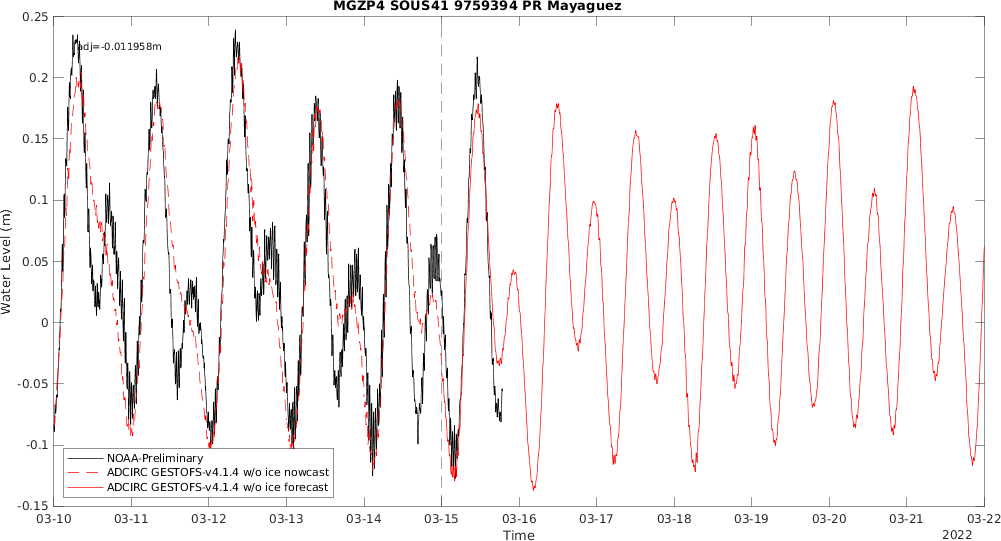 MGZP4 SOUS41 9759394 PR Mayaguez
adj=-0.011958m
Water Level (m)
0.25
0.2
0.15
0.1
0.05
0
-0.05
-0.1
-0.15
NOAA-Preliminary
ADCIRC GESTOFS-v4.1.4 w/o ice nowcast
ADCIRC GESTOFS-v4.1.4 w/o ice forecast
03-10 03-11 03-12 03-13 03-14 03-15 03-16 03-17 03-18 03-19 03-20 03-21 03-22
Time
2022